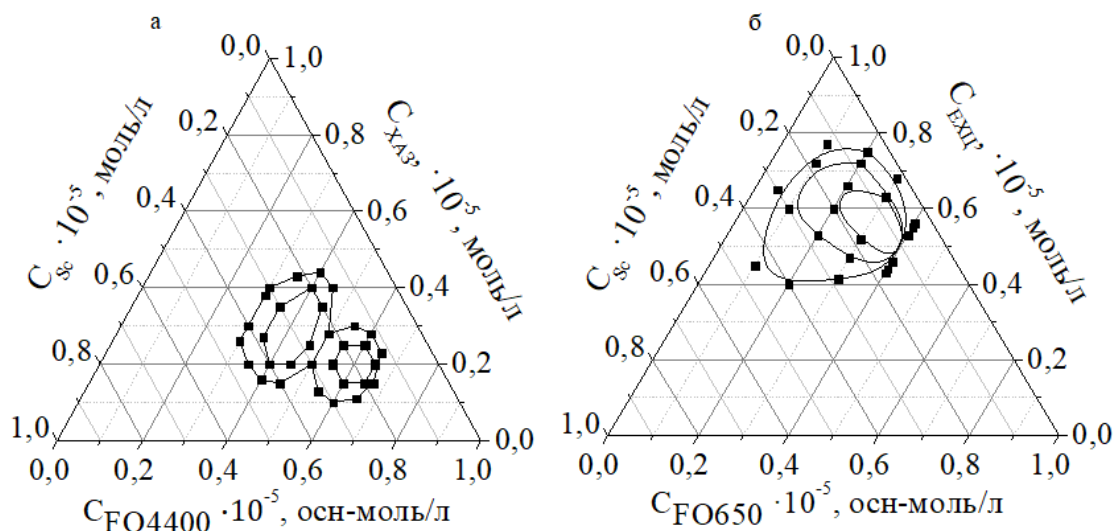 а
0,0
1,0
0,2
0,8
0,4
0,6
0,6
0,4
0,8
0,2
1,0
0,0
0,0 0,2 0,4 0,6 0,8 1,0
C_Sc ·10⁻⁵, моль/л
C_ХАЗ, ·10⁻⁵, моль/л
C_FO4400 ·10⁻⁵, осн-моль/л
б
0,0
1,0
0,2
0,8
0,4
0,6
0,6
0,4
0,8
0,2
1,0
0,0
0,0 0,2 0,4 0,6 0,8 1,0
C_Sc ·10⁻⁵, моль/л
C_ЕХЦ, ·10⁻⁵, моль/л
C_FO650 ·10⁻⁵, осн-моль/л